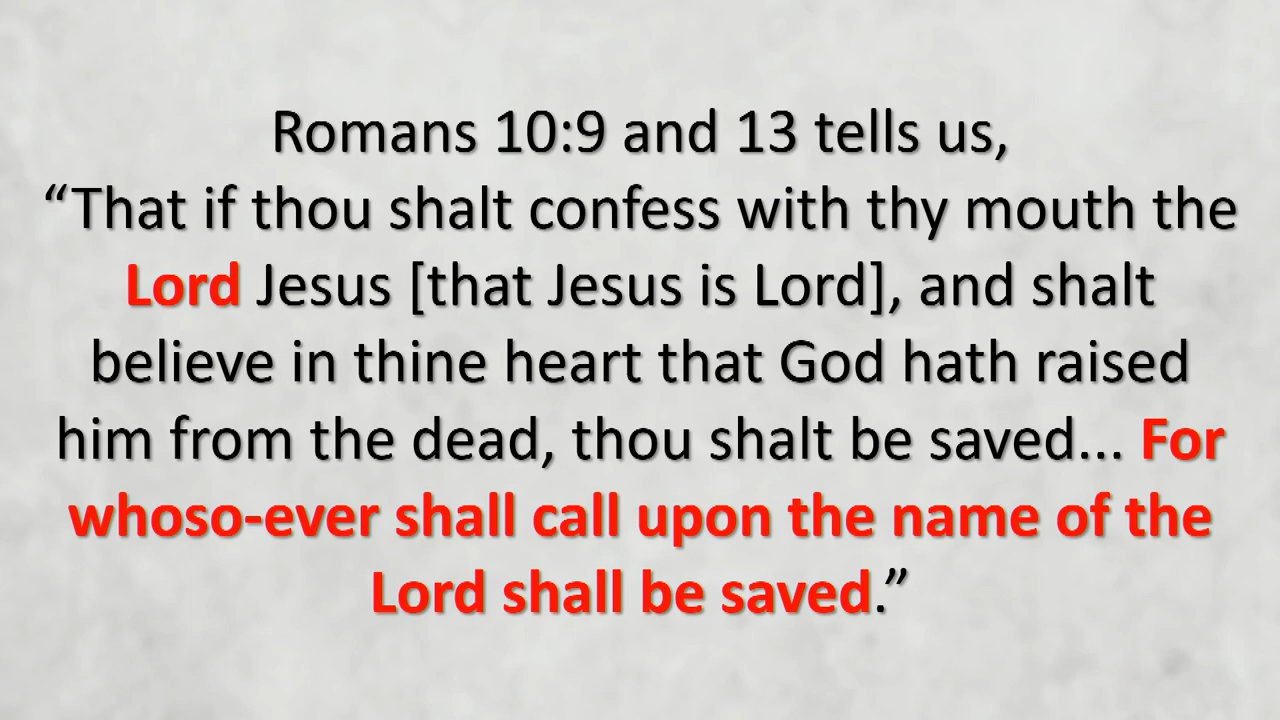 Romans 10:9 and 13 tells us,
“That if thou shalt confess with thy mouth the
Lord Jesus [that Jesus is Lord], and shalt
believe in thine heart that God hath raised
him from the dead, thou shalt be saved... For
whoso-ever shall call upon the name of the
Lord shall be saved.”